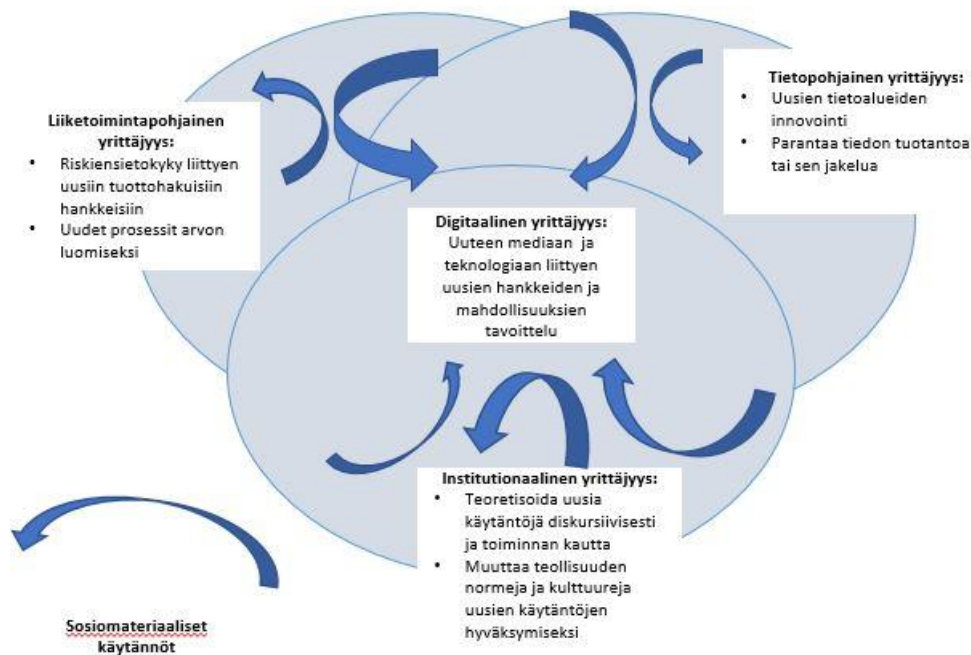 Liiketoimintapohjainen
yrittäjyys:
• Riskiensietokyky liittyen
uusiin tuottohakuisiin
hankkeisiin
• Uudet prosessit arvon
luomiseksi
Tietopohjainen yrittäjyys:
• Uusien tietoalueiden
innovointi
• Parantaa tiedon tuotantoa
tai sen jakelua
Digitaalinen yrittäjyys:
Uuteen mediaan ja
teknologiaan liittyen
uusien hankkeiden ja
mahdollisuuksien
tavoittelu
Institutionaalinen yrittäjyys:
• Teoretisoida uusia
käytäntöjä diskursiivisesti
ja toiminnan kautta
• Muuttaa teollisuuden
normeja ja kulttuureja
uusien käytäntöjen
hyväksymiseksi
Sosiomateriaaliset
käytännöt